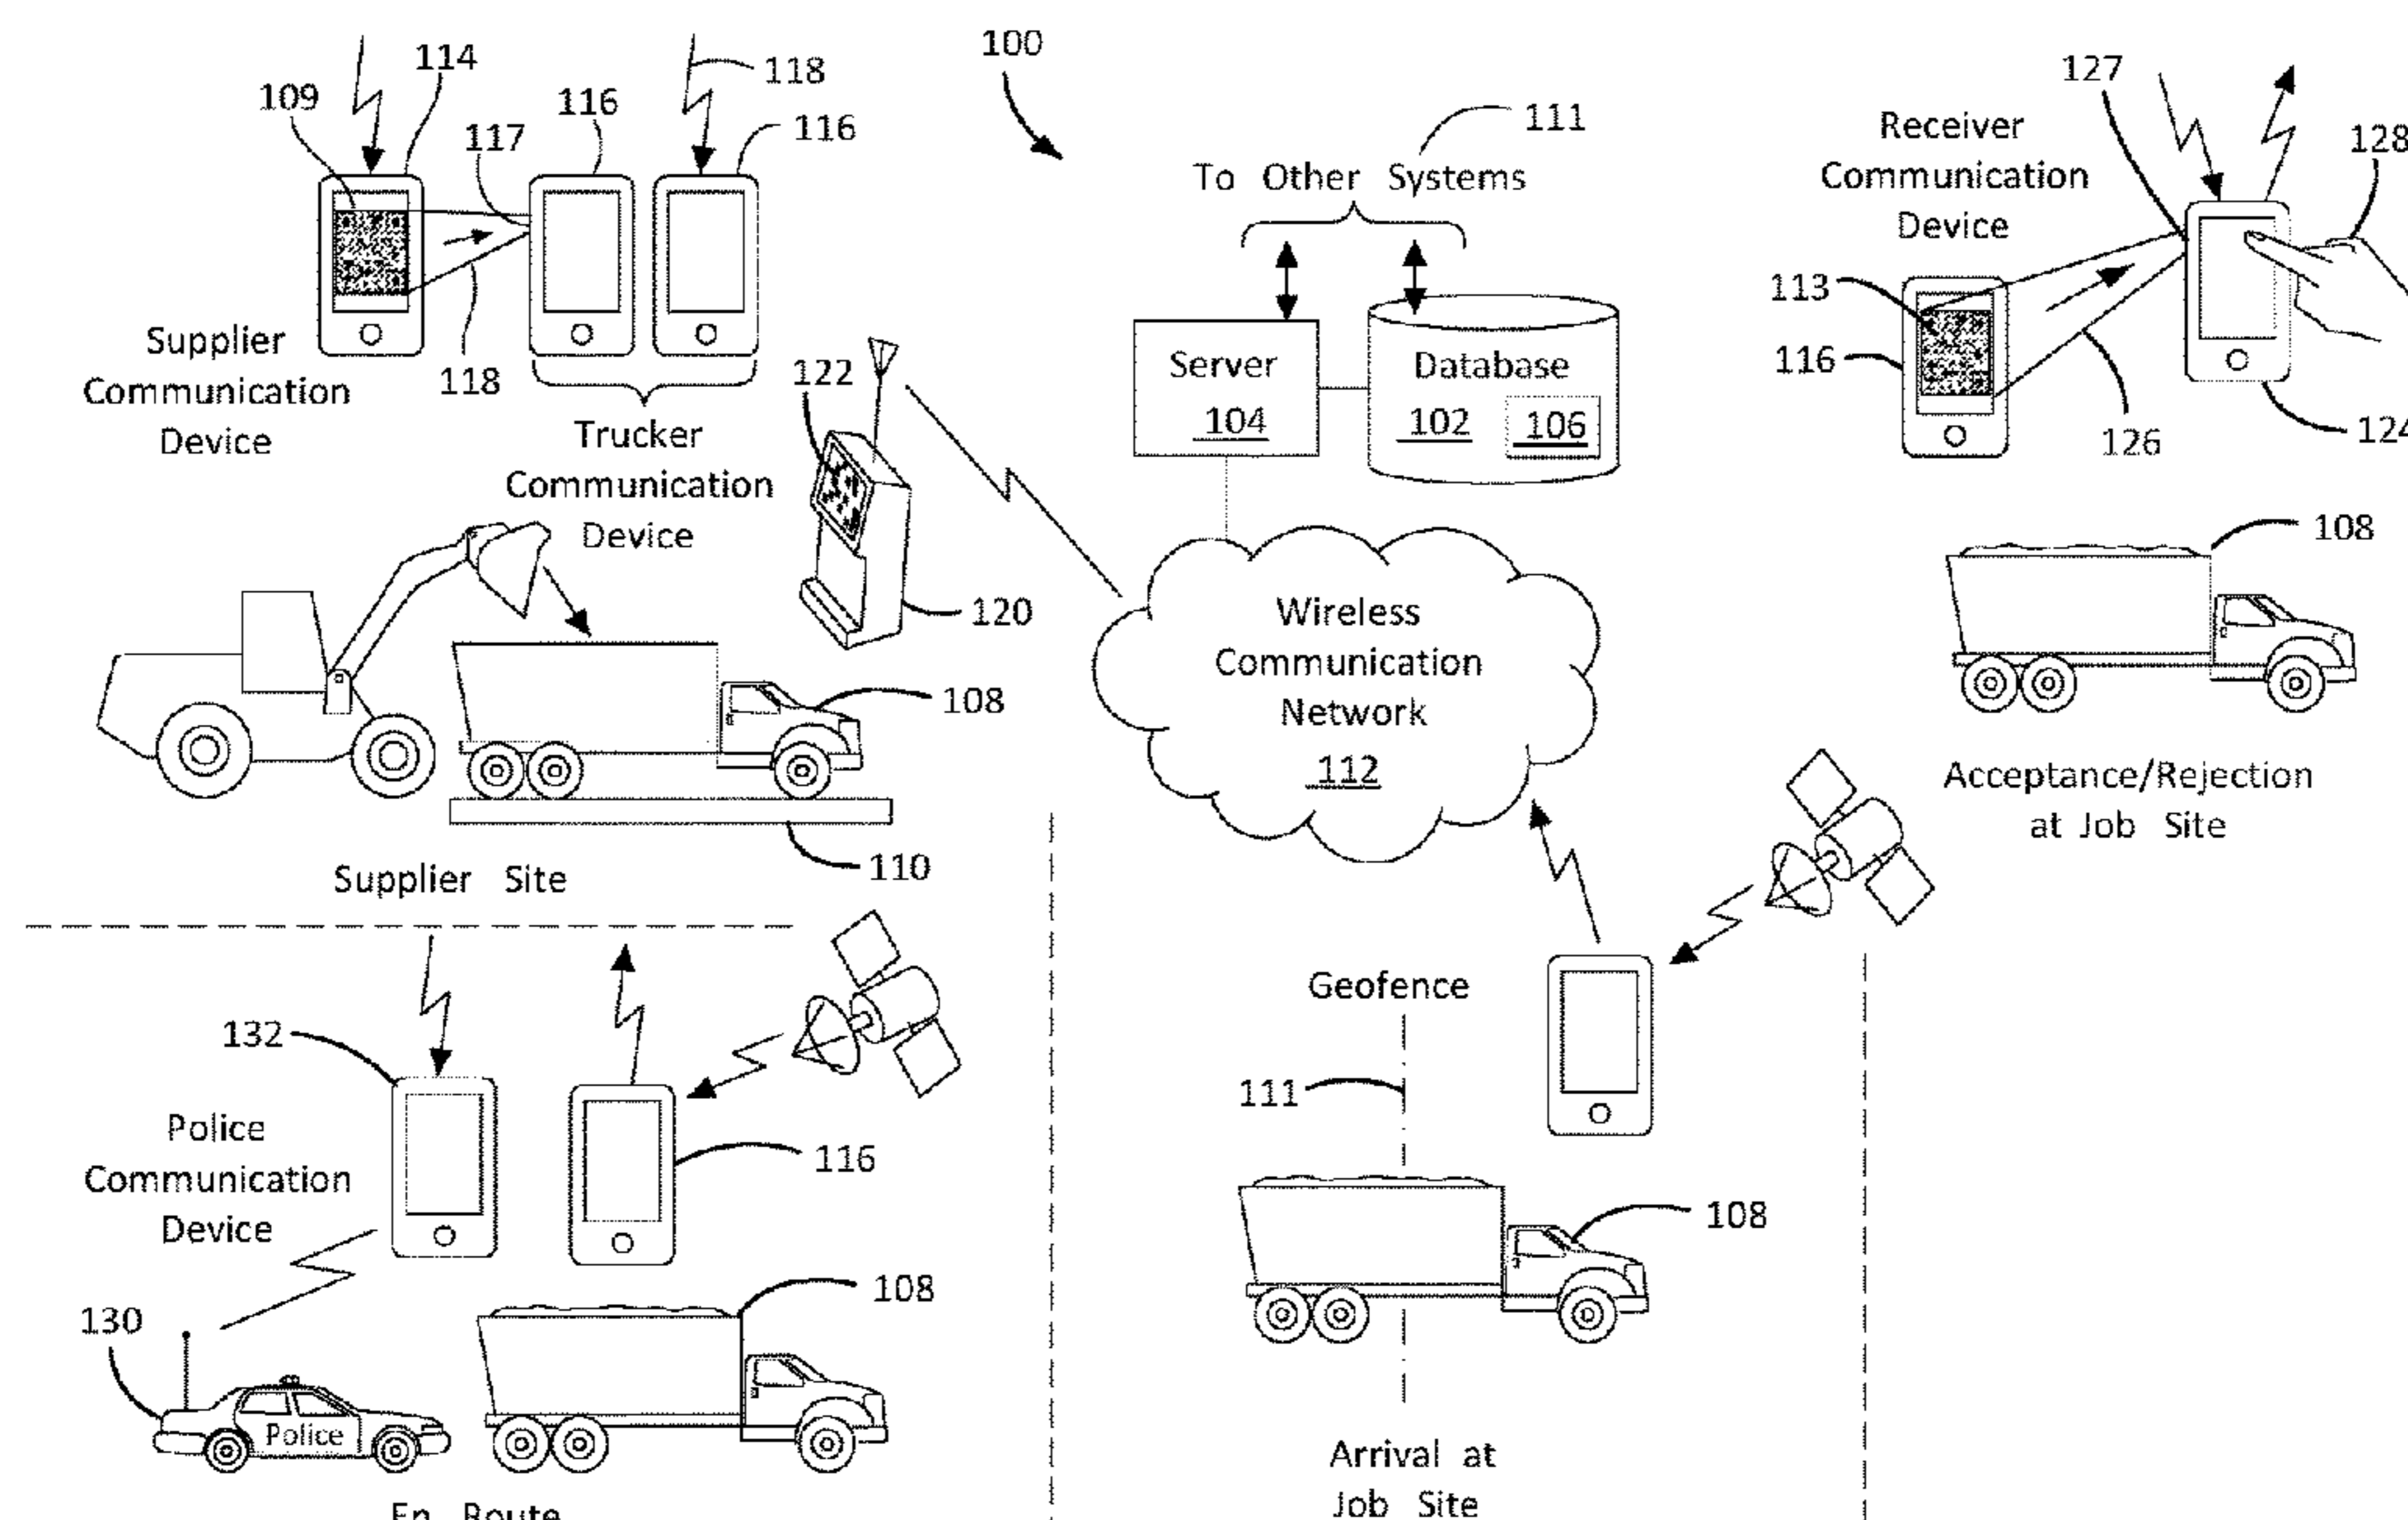 100
114
109
118
116
117
116
118
Supplier
Communication
Device
Trucker
Communication
Device
122
120
108
110
Supplier Site
To Other Systems
111
Server
104
Database
102
106
Wireless
Communication
Network
112
Receiver
Communication
Device
127
128
113
116
126
108
Acceptance/Rejection
at Job Site
132
Police
Communication
Device
116
130
Police
108
En Route
Geofence
111
108
Arrival at
Job Site